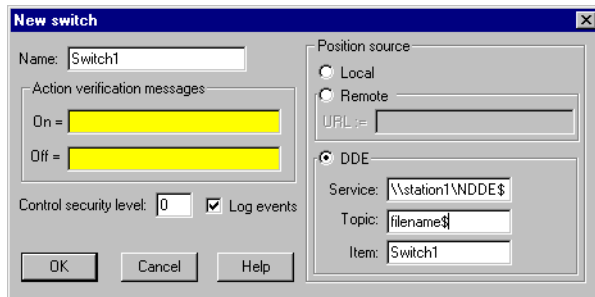 New switch
Name: Switch1
Action verification messages
On =
Off =
Control security level: 0 Log events
OK Cancel Help
Position source
Local
Remote
URL :=
DDE
Service: \\station1\NDDE$
Topic: filename$
Item: Switch1